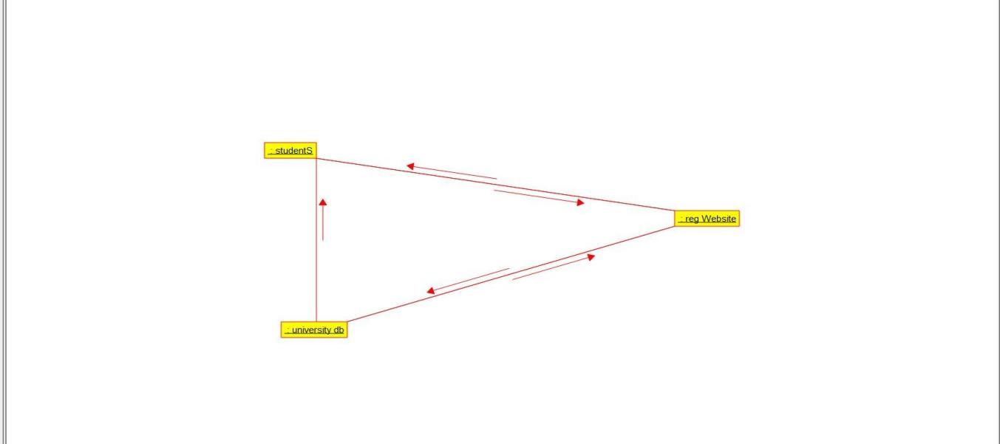 : studentS
: reg Website
: university db